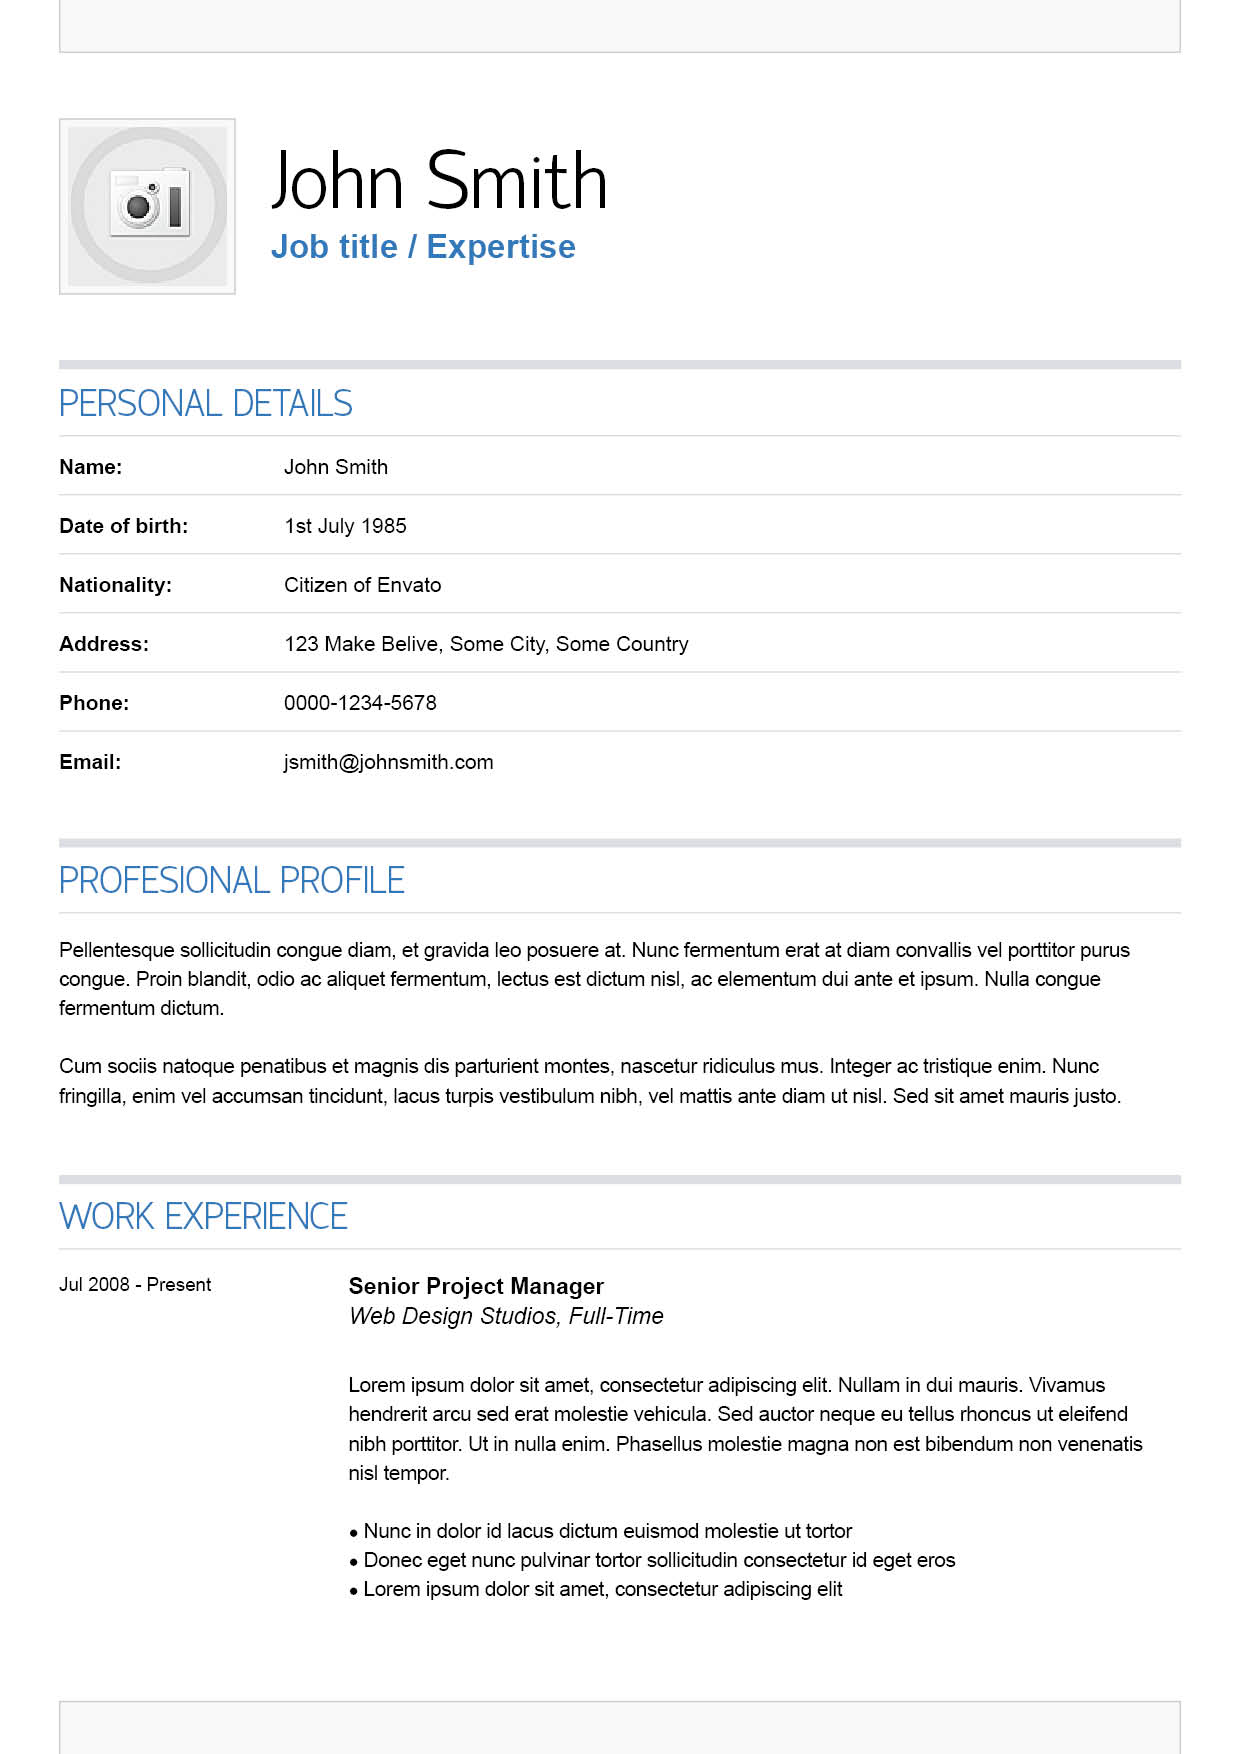 John Smith
Job title / Expertise
PERSONAL DETAILS
Name: John Smith
Date of birth: 1st July 1985
Nationality: Citizen of Envato
Address: 123 Make Belive, Some City, Some Country
Phone: 0000-1234-5678
Email: jsmith@johnsmith.com
PROFESIONAL PROFILE
Pellentesque sollicitudin congue diam, et gravida leo posuere at. Nunc fermentum erat at diam convallis vel porttitor purus
congue. Proin blandit, odio ac aliquet fermentum, lectus est dictum nisl, ac elementum dui ante et ipsum. Nulla congue
fermentum dictum.
Cum sociis natoque penatibus et magnis dis parturient montes, nascetur ridiculus mus. Integer ac tristique enim. Nunc
fringilla, enim vel accumsan tincidunt, lacus turpis vestibulum nibh, vel mattis ante diam ut nisl. Sed sit amet mauris justo.
WORK EXPERIENCE
Jul 2008 - Present Senior Project Manager
Web Design Studios, Full-Time
Lorem ipsum dolor sit amet, consectetur adipiscing elit. Nullam in dui mauris. Vivamus
hendrerit arcu sed erat molestie vehicula. Sed auctor neque eu tellus rhoncus ut eleifend
nibh porttitor. Ut in nulla enim. Phasellus molestie magna non est bibendum non venenatis
nisl tempor.
• Nunc in dolor id lacus dictum euismod molestie ut tortor
• Donec eget nunc pulvinar tortor sollicitudin consectetur id eget eros
• Lorem ipsum dolor sit amet, consectetur adipiscing elit